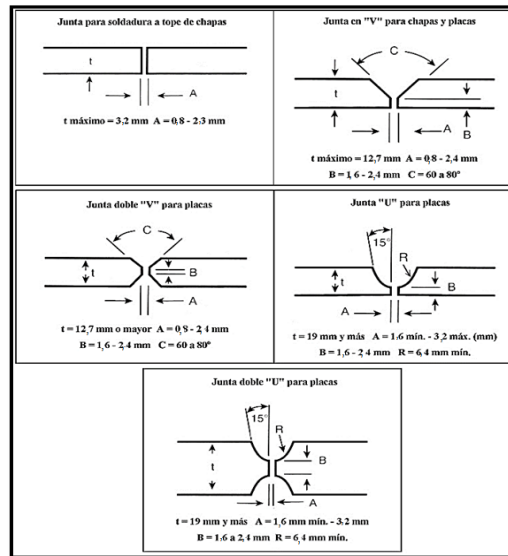 Junta para soldadura a tope de chapas
t
A
t máximo = 3,2 mm A = 0,8 - 2,3 mm
Junta en "V" para chapas y placas
C
t
A
B
t máximo = 12,7 mm A = 0,8 - 2,4 mm
B = 1,6 - 2,4 mm C = 60 a 80º
Junta doble "V" para placas
C
t
B
A
t = 12,7 mm o mayor A = 0,8 - 2,4 mm
B = 1,6 - 2,4 mm C = 60 a 80º
Junta "U" para placas
15°
R
t
B
A
t = 19 mm y más A = 1,6 mín. - 3,2 máx. (mm)
B = 1,6 - 2,4 mm R = 6,4 mm mín.
Junta doble "U" para placas
15°
R
t
B
A
t = 19 mm y más A = 1,6 mm mín. - 3,2 mm
B = 1,6 a 2,4 mm R = 6,4 mm mín.